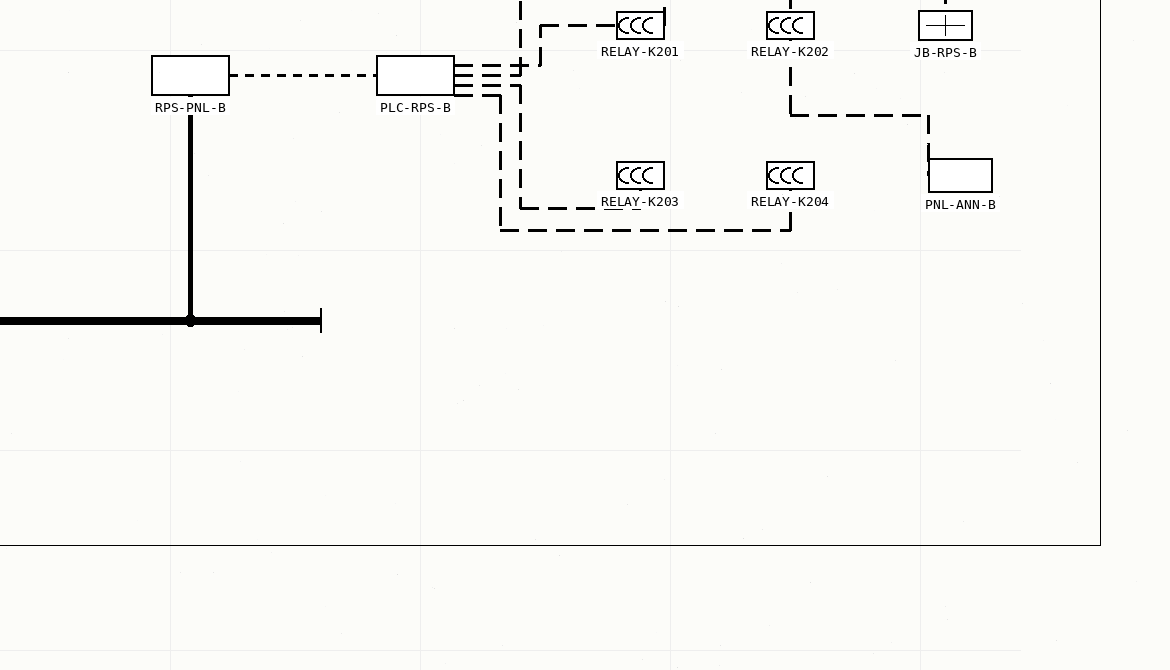 RELAY-K201
RELAY-K202
JB-RPS-B
RPS-PNL-B
PLC-RPS-B
RELAY-K203
RELAY-K204
PNL-ANN-B